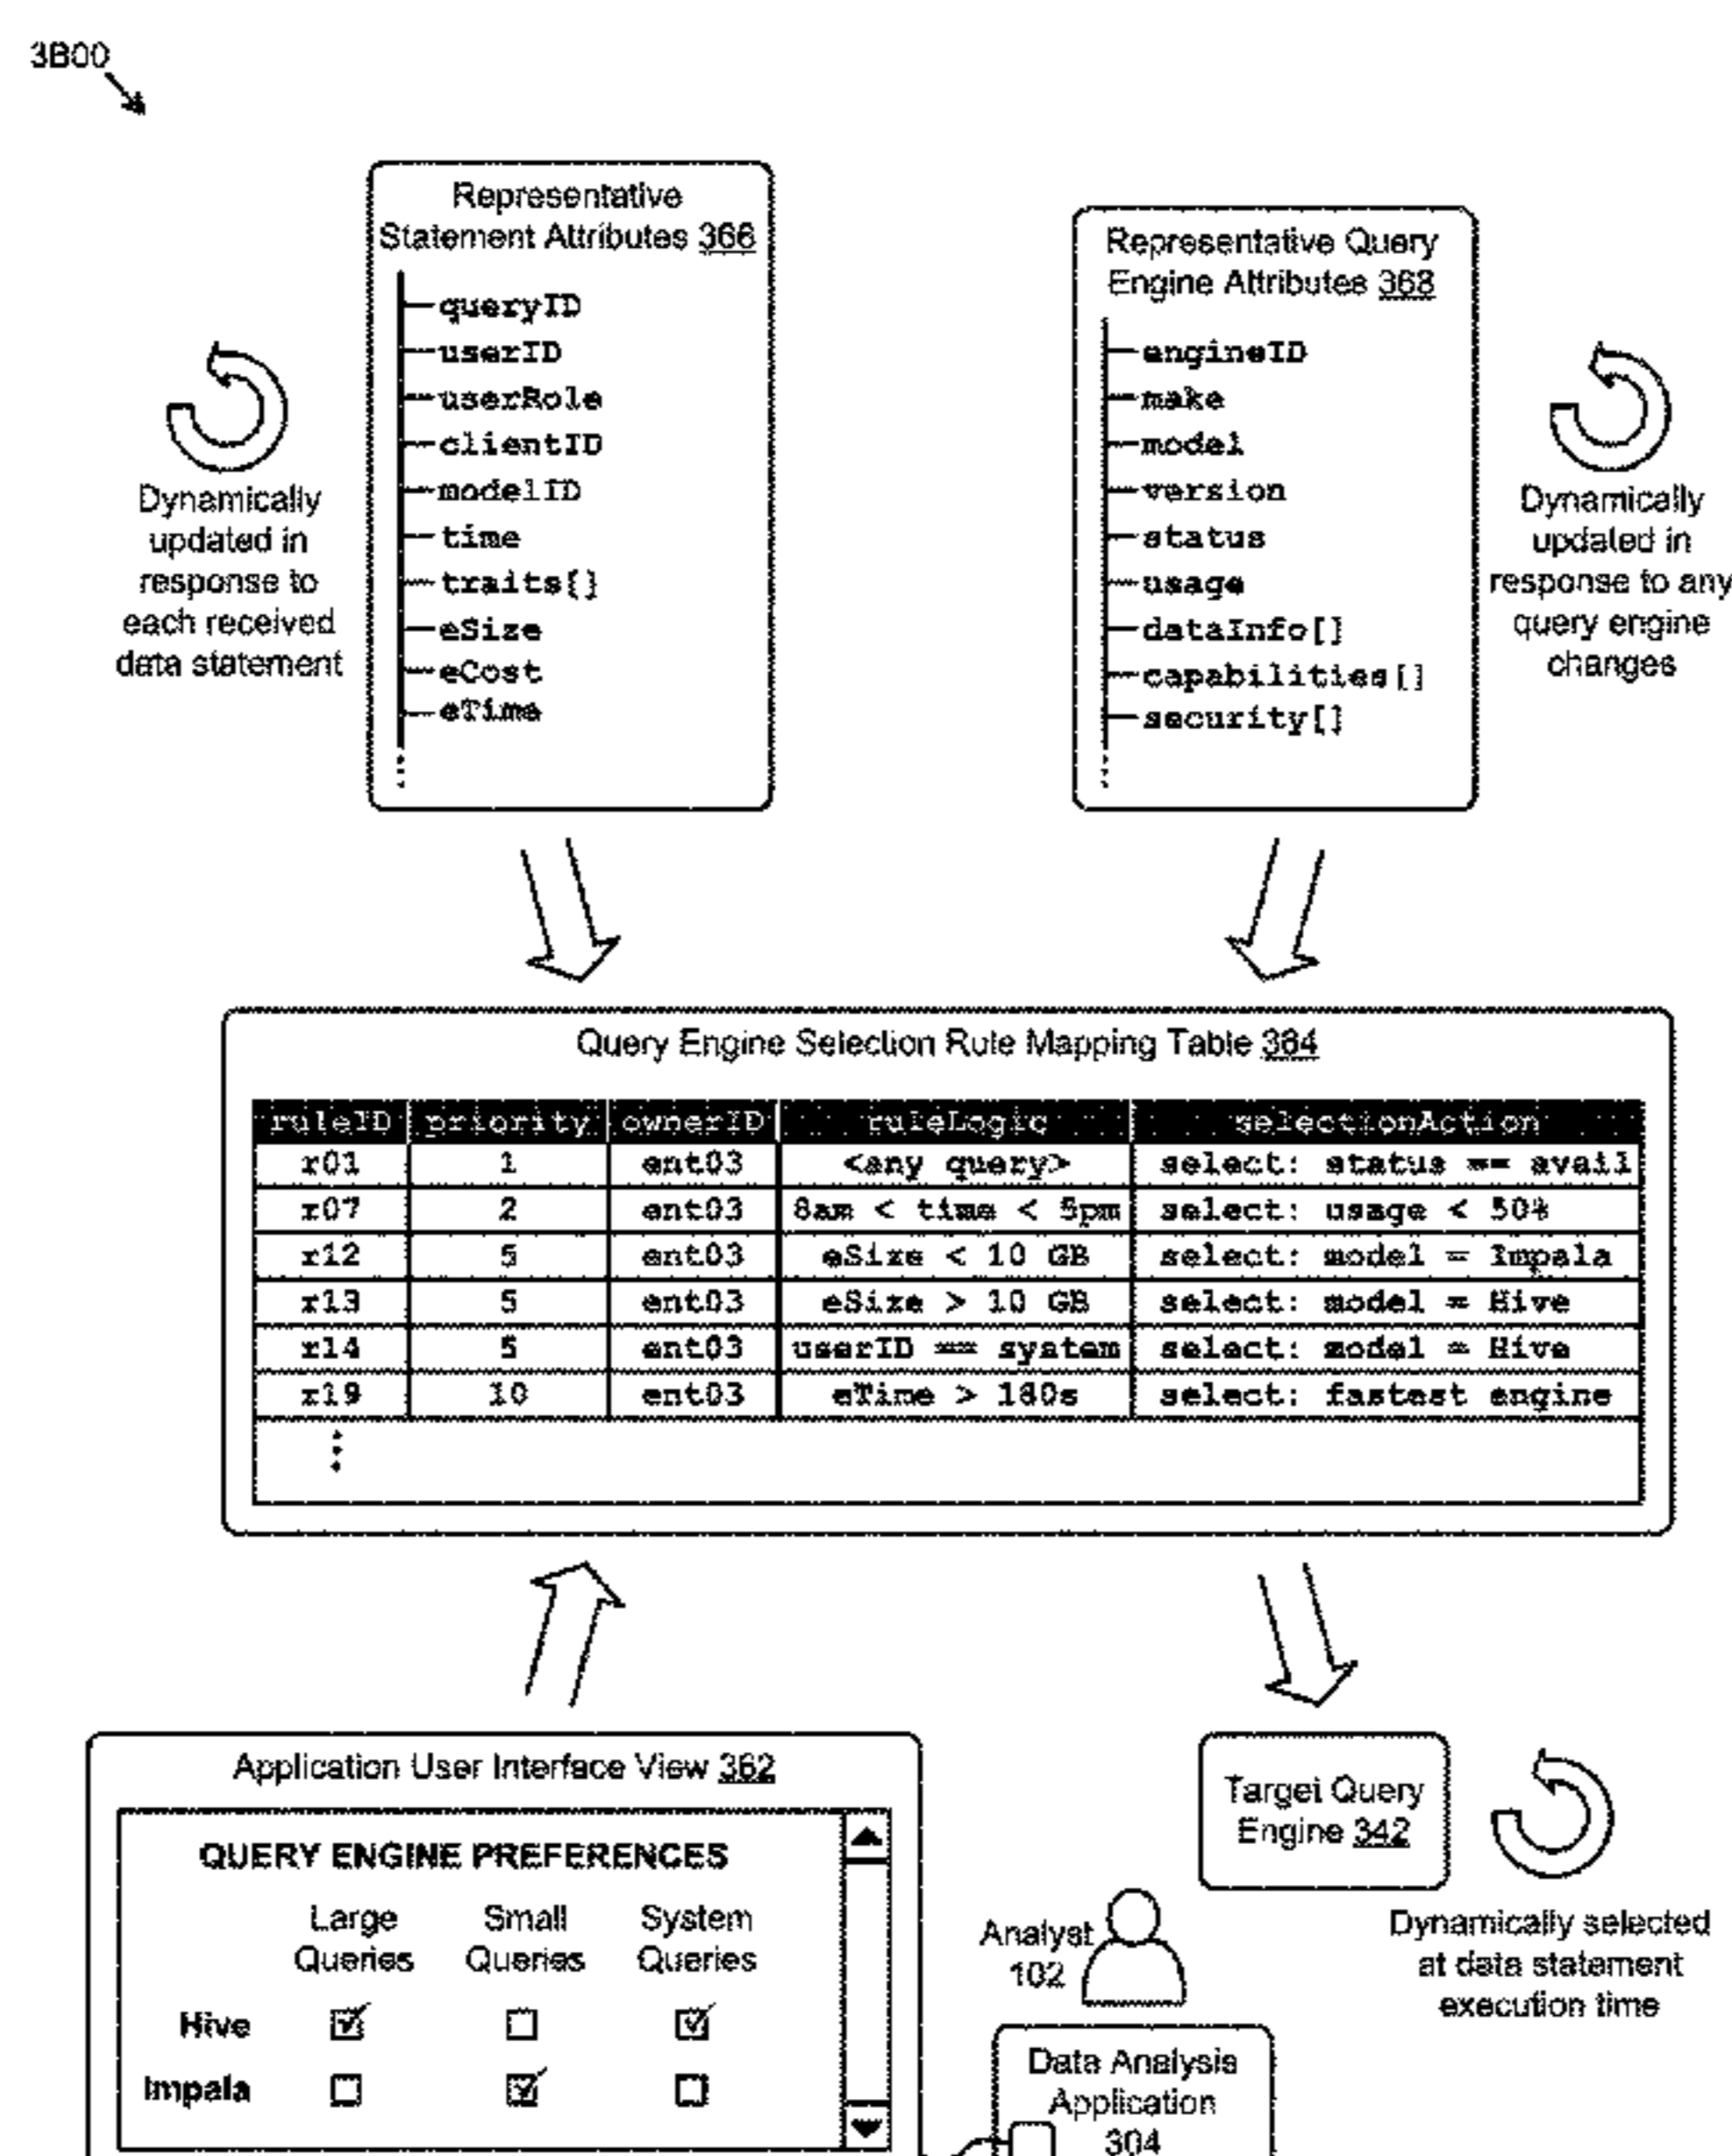 3B00
Representative
Statement Attributes 366
queryID
userID
userRole
clientID
modelID
time
traits[]
eSize
eCost
eTime
Dynamically
updated in
response to
each received
data statement
Representative Query
Engine Attributes 368
engineID
make
model
version
status
usage
dataInfo[]
capabilities[]
security[]
Dynamically
updated in
response to any
query engine
changes
Query Engine Selection Rule Mapping Table 384
ruleID priority ownerID ruleLogic selectionAction
r01 1 ent03 <any query> select: status == avail
r07 2 ent03 8am < time < 5pm select: usage < 50%
r12 5 ent03 eSize < 10 GB select: model = Impala
r13 5 ent03 eSize > 10 GB select: model = Hive
r14 5 ent03 userID == system select: model = Hive
r19 10 ent03 eTime > 180s select: fastest engine
Application User Interface View 362
QUERY ENGINE PREFERENCES
Large Queries Small Queries System Queries
Hive
Impala
Target Query
Engine 342
Dynamically selected
at data statement
execution time
Analyst
102
Data Analysis
Application
304